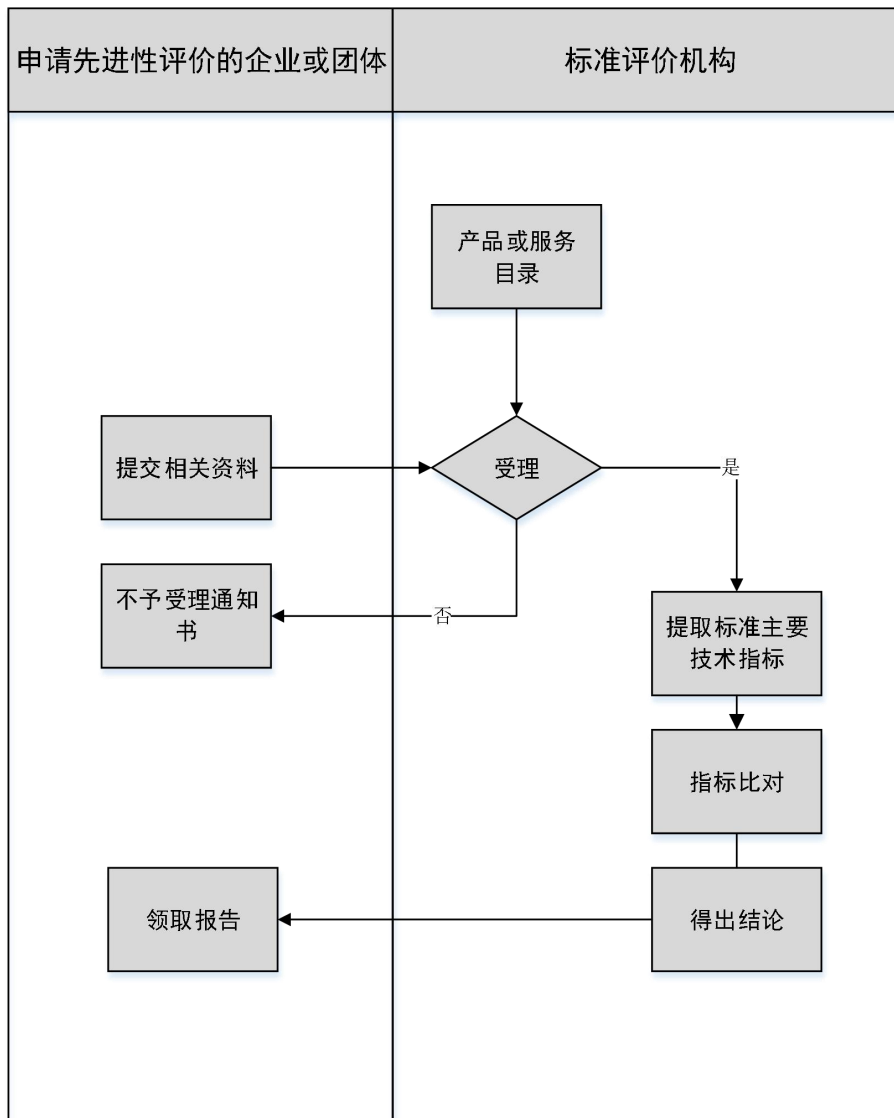 申请先进性评价的企业或团体
标准评价机构
产品或服务
目录
提交相关资料
受理
是
不予受理通知
书
否
提取标准主要
技术指标
指标比对
领取报告
得出结论